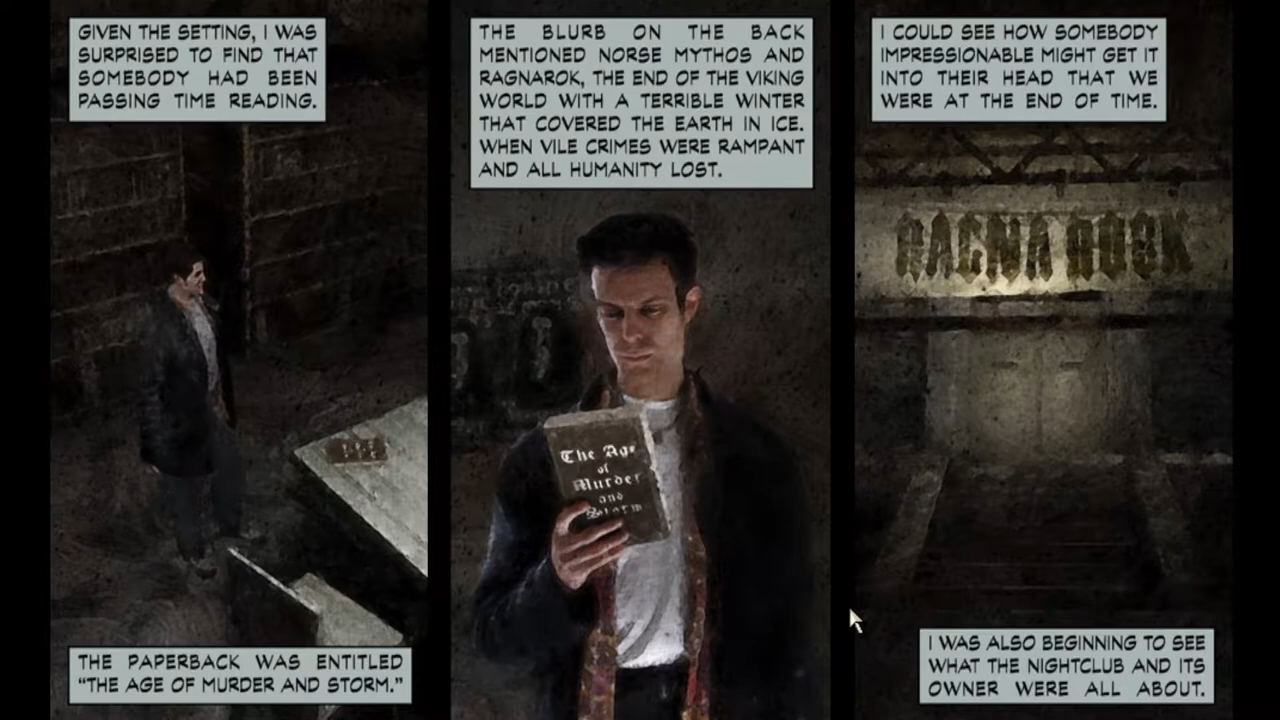 GIVEN THE SETTING, I WAS
SURPRISED TO FIND THAT
SOMEBODY HAD BEEN
PASSING TIME READING.
THE PAPERBACK WAS ENTITLED
“THE AGE OF MURDER AND STORM.”
THE BLURB ON THE BACK
MENTIONED NORSE MYTHOS AND
RAGNAROK, THE END OF THE VIKING
WORLD WITH A TERRIBLE WINTER
THAT COVERED THE EARTH IN ICE.
WHEN VILE CRIMES WERE RAMPANT
AND ALL HUMANITY LOST.
The Age
of
Murder
and
Storm
I COULD SEE HOW SOMEBODY
IMPRESSIONABLE MIGHT GET IT
INTO THEIR HEAD THAT WE
WERE AT THE END OF TIME.
RAGNA ROCK
I WAS ALSO BEGINNING TO SEE
WHAT THE NIGHTCLUB AND ITS
OWNER WERE ALL ABOUT.